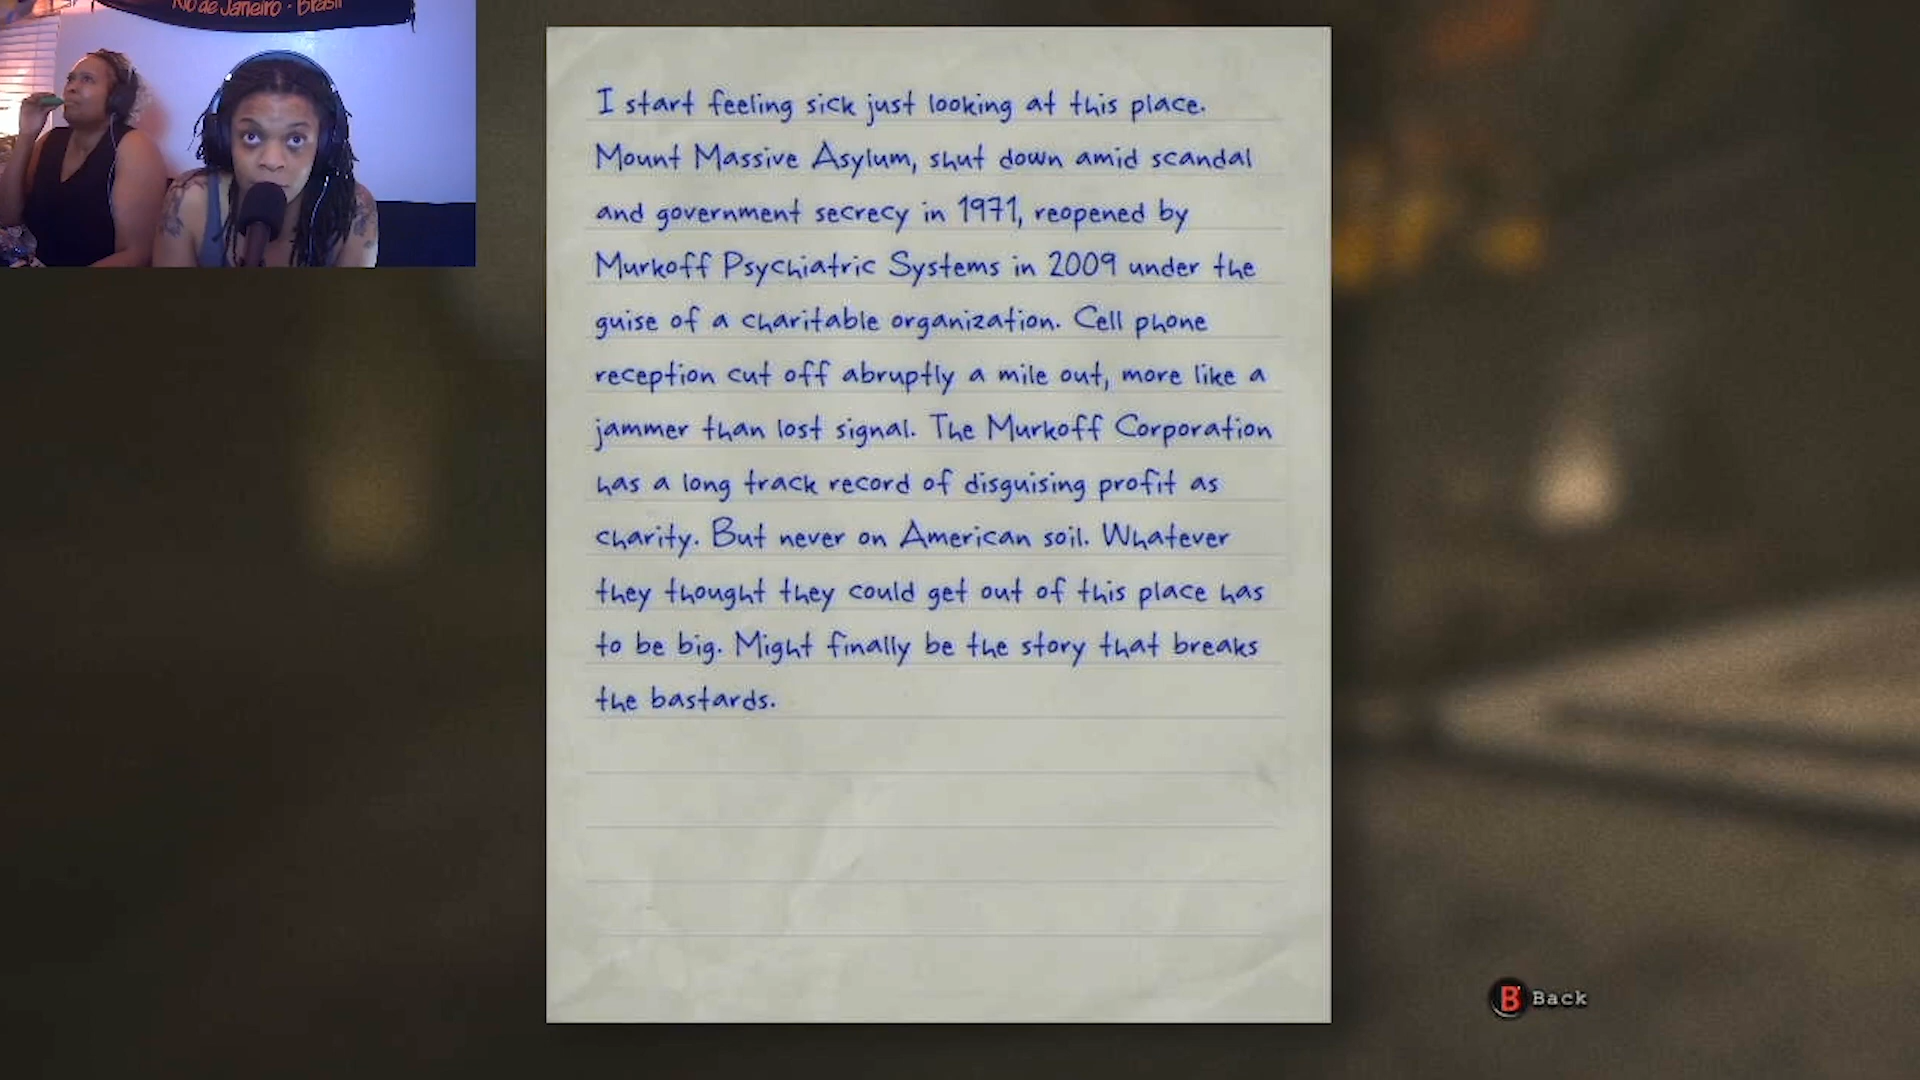 Rio de Janeiro - Brasil
I start feeling sick just looking at this place.
Mount Massive Asylum, shut down amid scandal
and government secrecy in 1971, reopened by
Murkoff Psychiatric Systems in 2009 under the
guise of a charitable organization. Cell phone
reception cut off abruptly a mile out, more like a
jammer than lost signal. The Murkoff Corporation
has a long track record of disguising profit as
charity. But never on American soil. Whatever
they thought they could get out of this place has
to be big. Might finally be the story that breaks
the bastards.
B Back